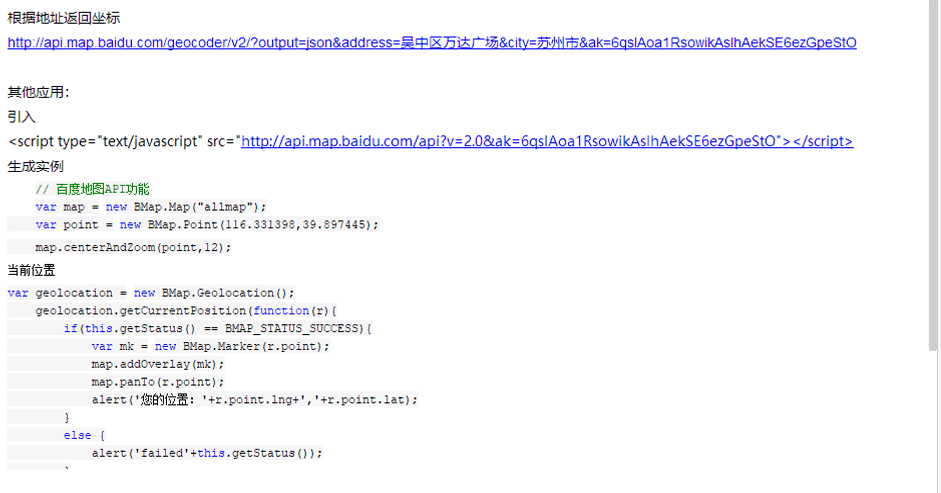 根据地址返回坐标
http://api.map.baidu.com/geocoder/v2/?output=json&address=吴中区万达广场&city=苏州市&ak=6qslAoa1RsowikAslhAekSE6ezGpeStO
其他应用：
引入
<script type="text/javascript" src="http://api.map.baidu.com/api?v=2.0&ak=6qslAoa1RsowikAslhAekSE6ezGpeStO"></script>
生成实例
// 百度地图API功能
var map = new BMap.Map("allmap");
var point = new BMap.Point(116.331398,39.897445);
map.centerAndZoom(point,12);
当前位置
var geolocation = new BMap.Geolocation();
geolocation.getCurrentPosition(function(r){
if(this.getStatus() == BMAP_STATUS_SUCCESS){
var mk = new BMap.Marker(r.point);
map.addOverlay(mk);
map.panTo(r.point);
alert('您的位置：'+r.point.lng+','+r.point.lat);
}
else {
alert('failed'+this.getStatus());